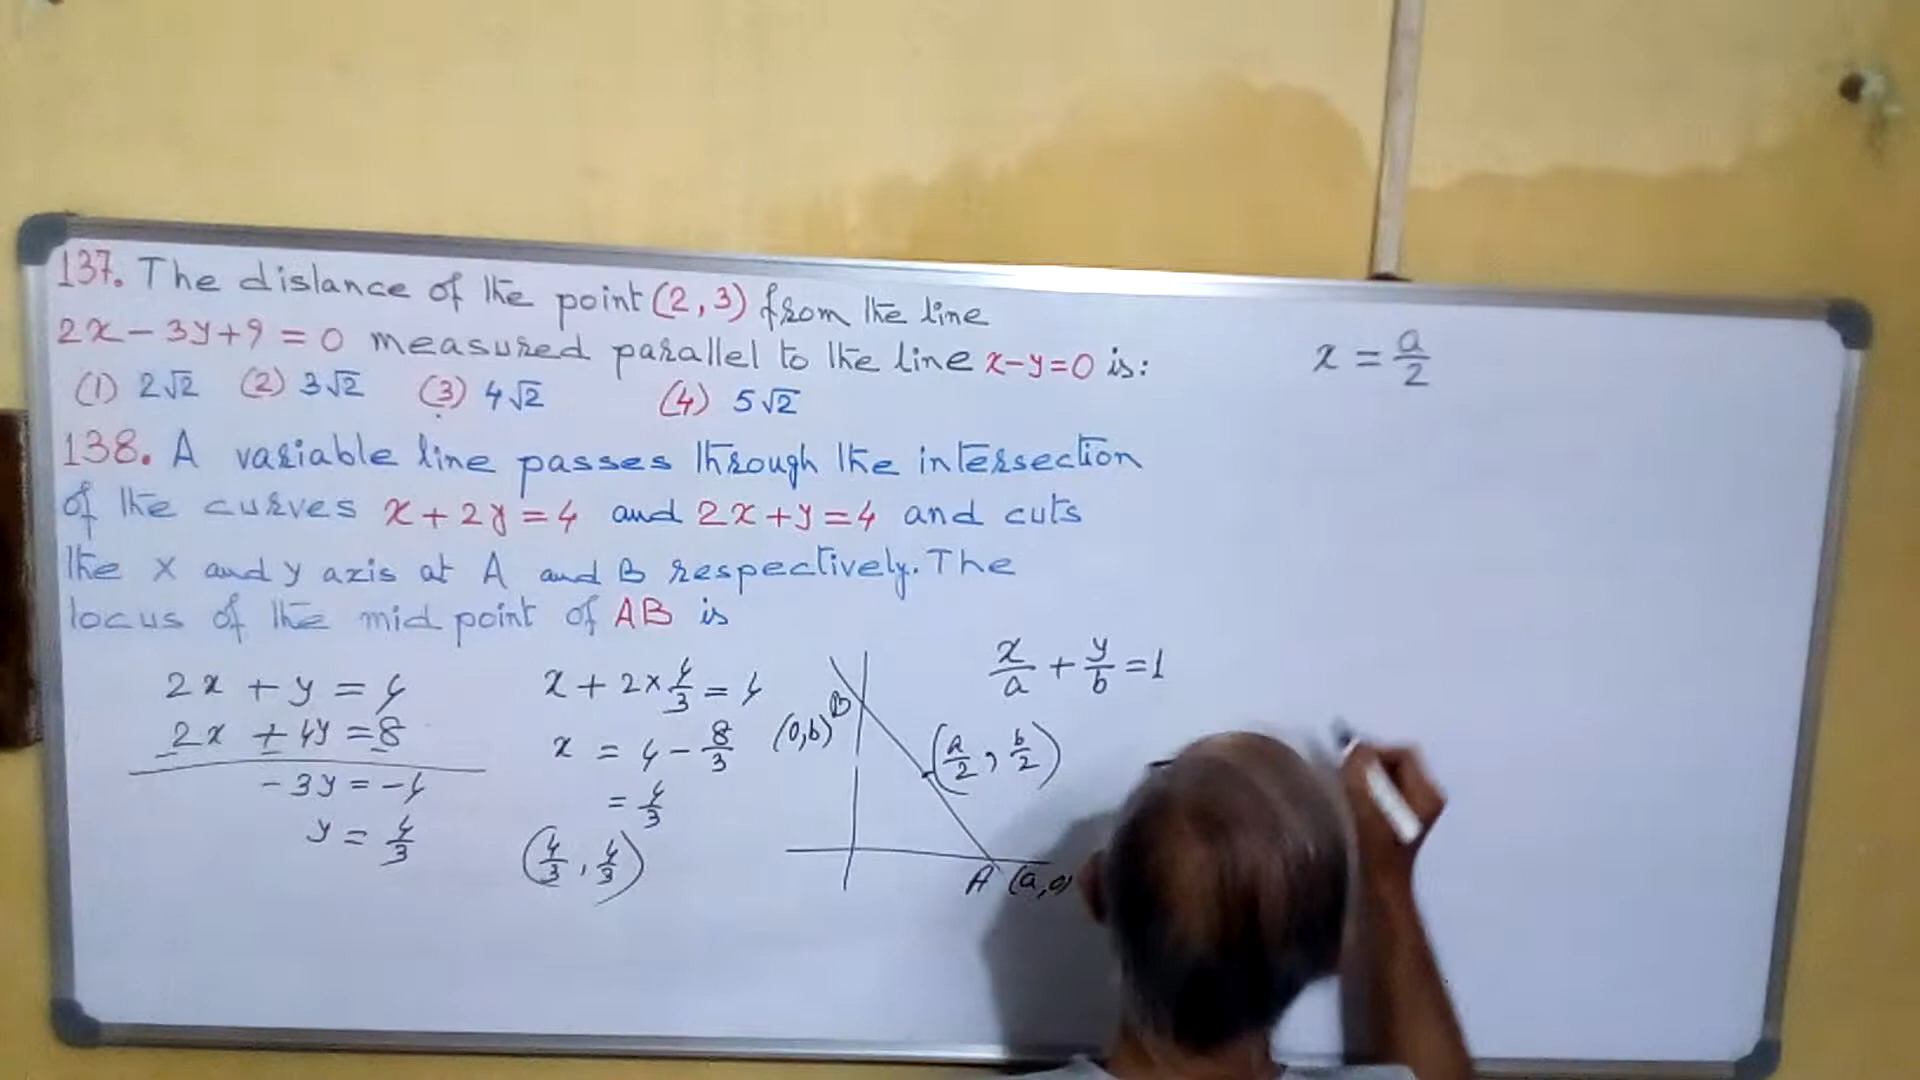 137. The distance of the point (2,3) from the line
2x - 3y + 9 = 0 measured parallel to the line x-y=0 is:
(1) 2√2 (2) 3√2 (3) 4√2 (4) 5√2
138. A variable line passes through the intersection
of the curves x + 2y = 4 and 2x + y = 4 and cuts
the x and y axis at A and B respectively. The
locus of the mid point of AB is
2x + y = 4
2x + 4y = 8
-3y = -4
y = 4/3
x + 2 × 4/3 = 4
x = 4 - 8/3
= 4/3
(4/3, 4/3)
B
(0,b)
(a/2, b/2)
A (a,0)
x/a + y/b = 1
x = a/2